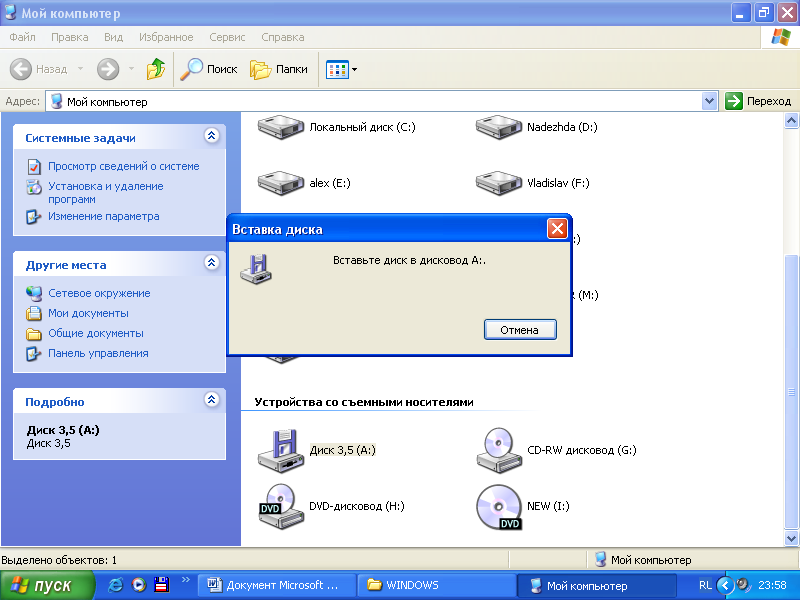 Мой компьютер
Файл Правка Вид Избранное Сервис Справка
Назад Поиск Папки
Адрес: Мой компьютер Переход
Системные задачи
Просмотр сведений о системе
Установка и удаление
программ
Изменение параметра
Другие места
Сетевое окружение
Мои документы
Общие документы
Панель управления
Подробно
Диск 3,5 (A:)
Диск 3,5
Локальный диск (C:) Nadezhda (D:)
alex (E:) Vladislav (F:)
:)
(M:)
Вставка диска
Вставьте диск в дисковод A:.
Отмена
Устройства со съемными носителями
Диск 3,5 (A:) CD-RW дисковод (G:)
DVD DVD-дисковод (H:) DVD NEW (I:)
Выделено объектов: 1 Мой компьютер
пуск » Документ Microsoft ... WINDOWS Мой компьютер RL 23:58